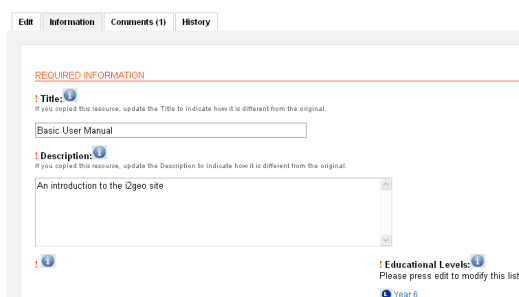 Edit Information Comments (1) History
REQUIRED INFORMATION
! Title:
If you copied this resource, update the Title to indicate how it is different from the original.
Basic User Manual
! Description:
If you copied this resource, update the Description to indicate how it is different from the original.
An introduction to the i2geo site
!
! Educational Levels:
Please press edit to modify this list
Year 6